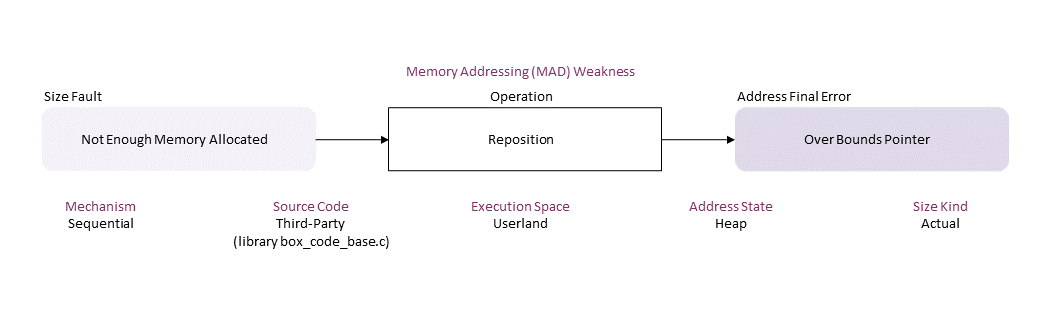 Memory Addressing (MAD) Weakness
Size Fault
Operation
Address Final Error
Not Enough Memory Allocated
Reposition
Over Bounds Pointer
Mechanism
Sequential
Source Code
Third-Party
(library box_code_base.c)
Execution Space
Userland
Address State
Heap
Size Kind
Actual